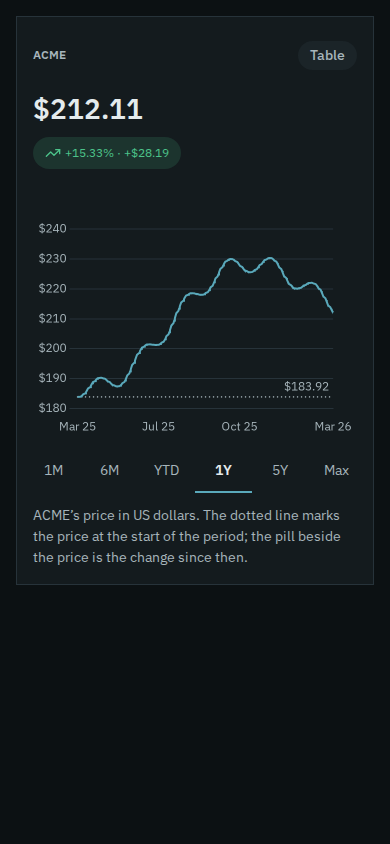 ACME
Table
$212.11
+15.33% · +$28.19
$240
$230
$220
$210
$200
$190
$183.92
$180
Mar 25 Jul 25 Oct 25 Mar 26
1M 6M YTD 1Y 5Y Max
ACME’s price in US dollars. The dotted line marks
the price at the start of the period; the pill beside
the price is the change since then.